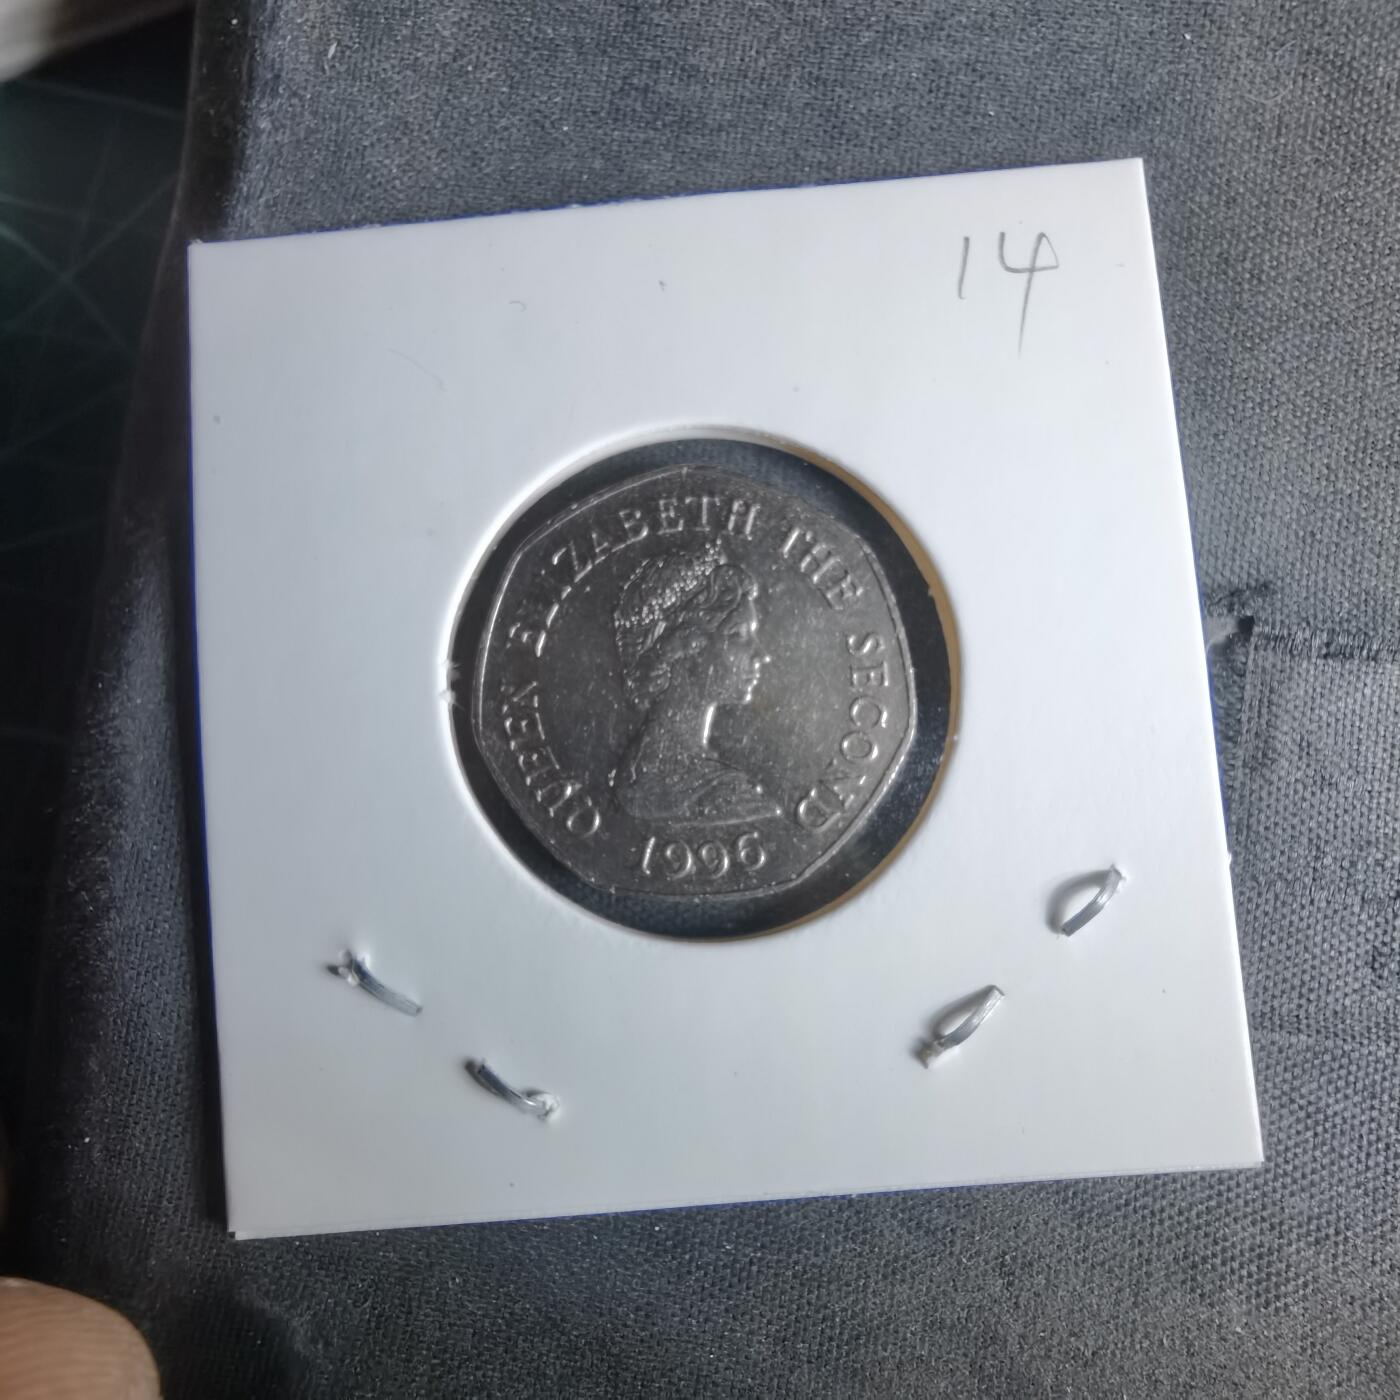 14
QUEEN ELIZABETH THE SECOND
1996